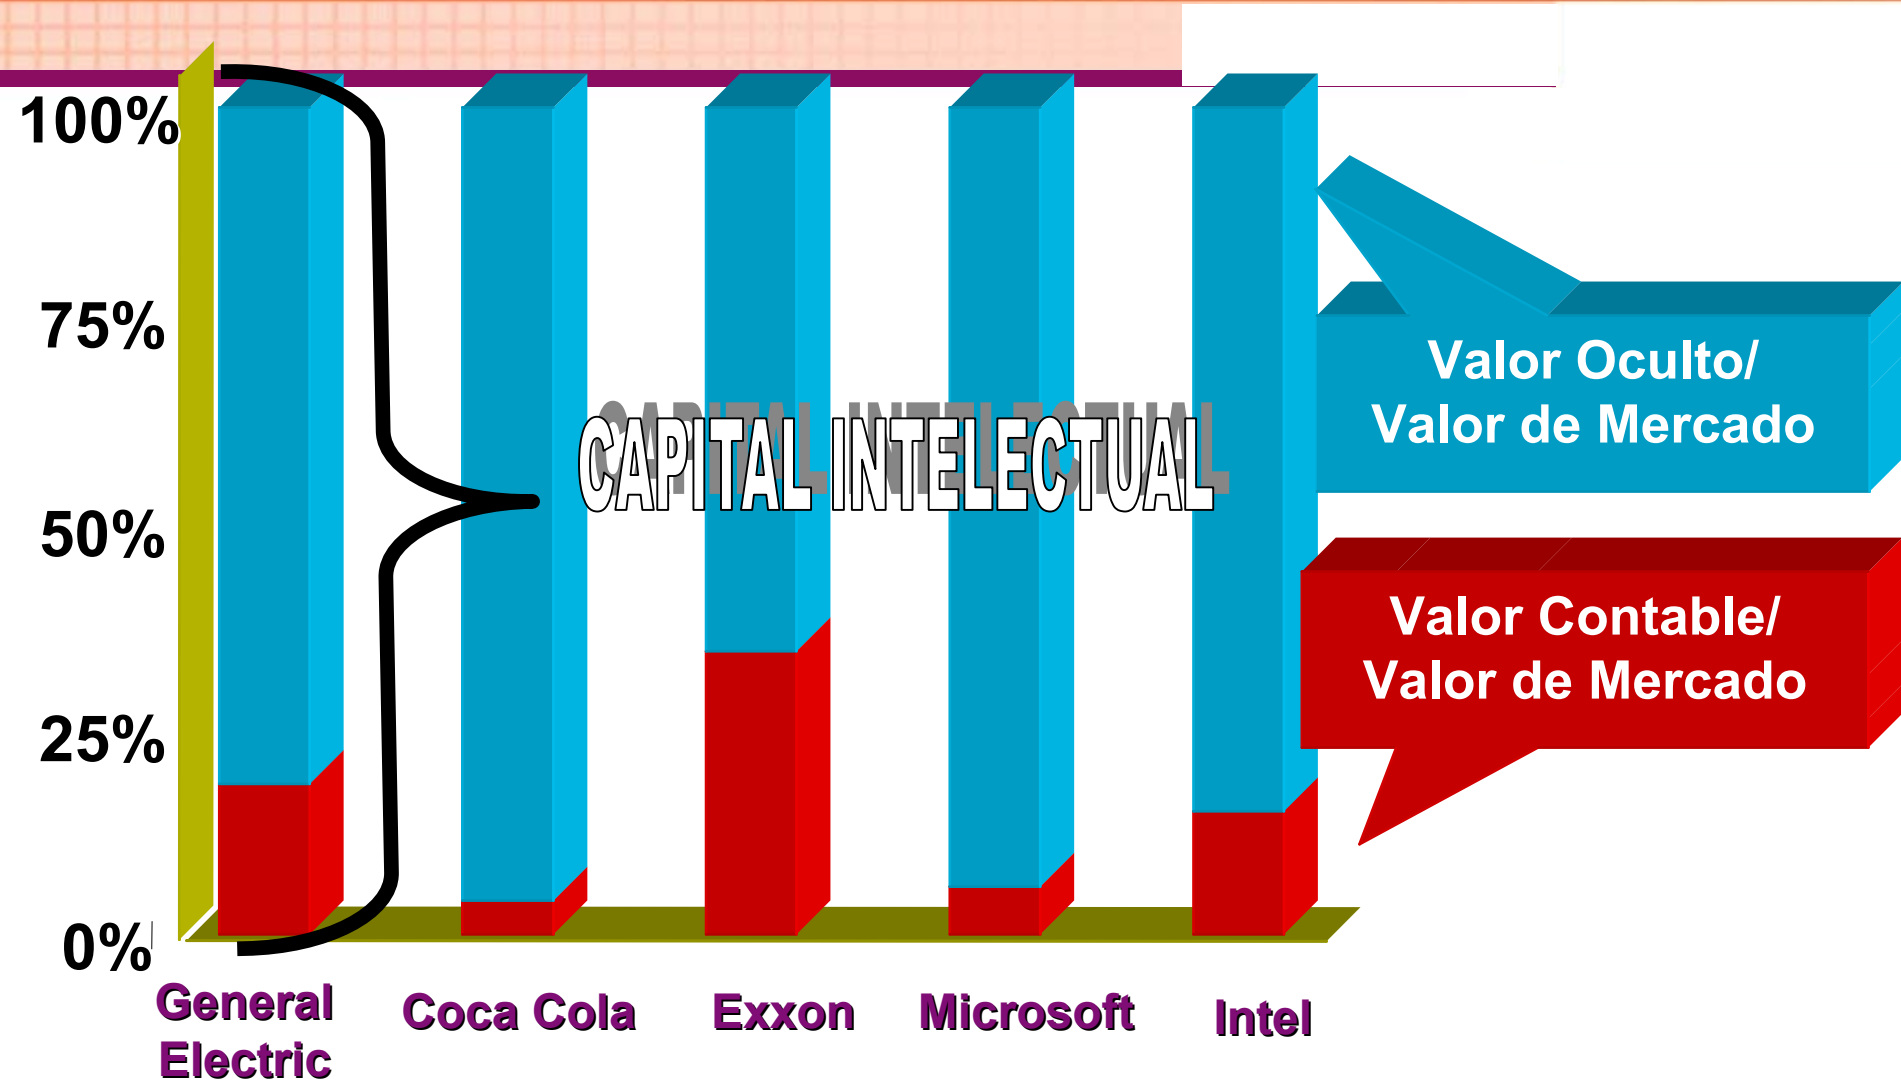 100%
75%
50%
25%
0%
CAPITAL INTELECTUAL
Valor Oculto/
Valor de Mercado
Valor Contable/
Valor de Mercado
General
Electric
Coca Cola
Exxon
Microsoft
Intel